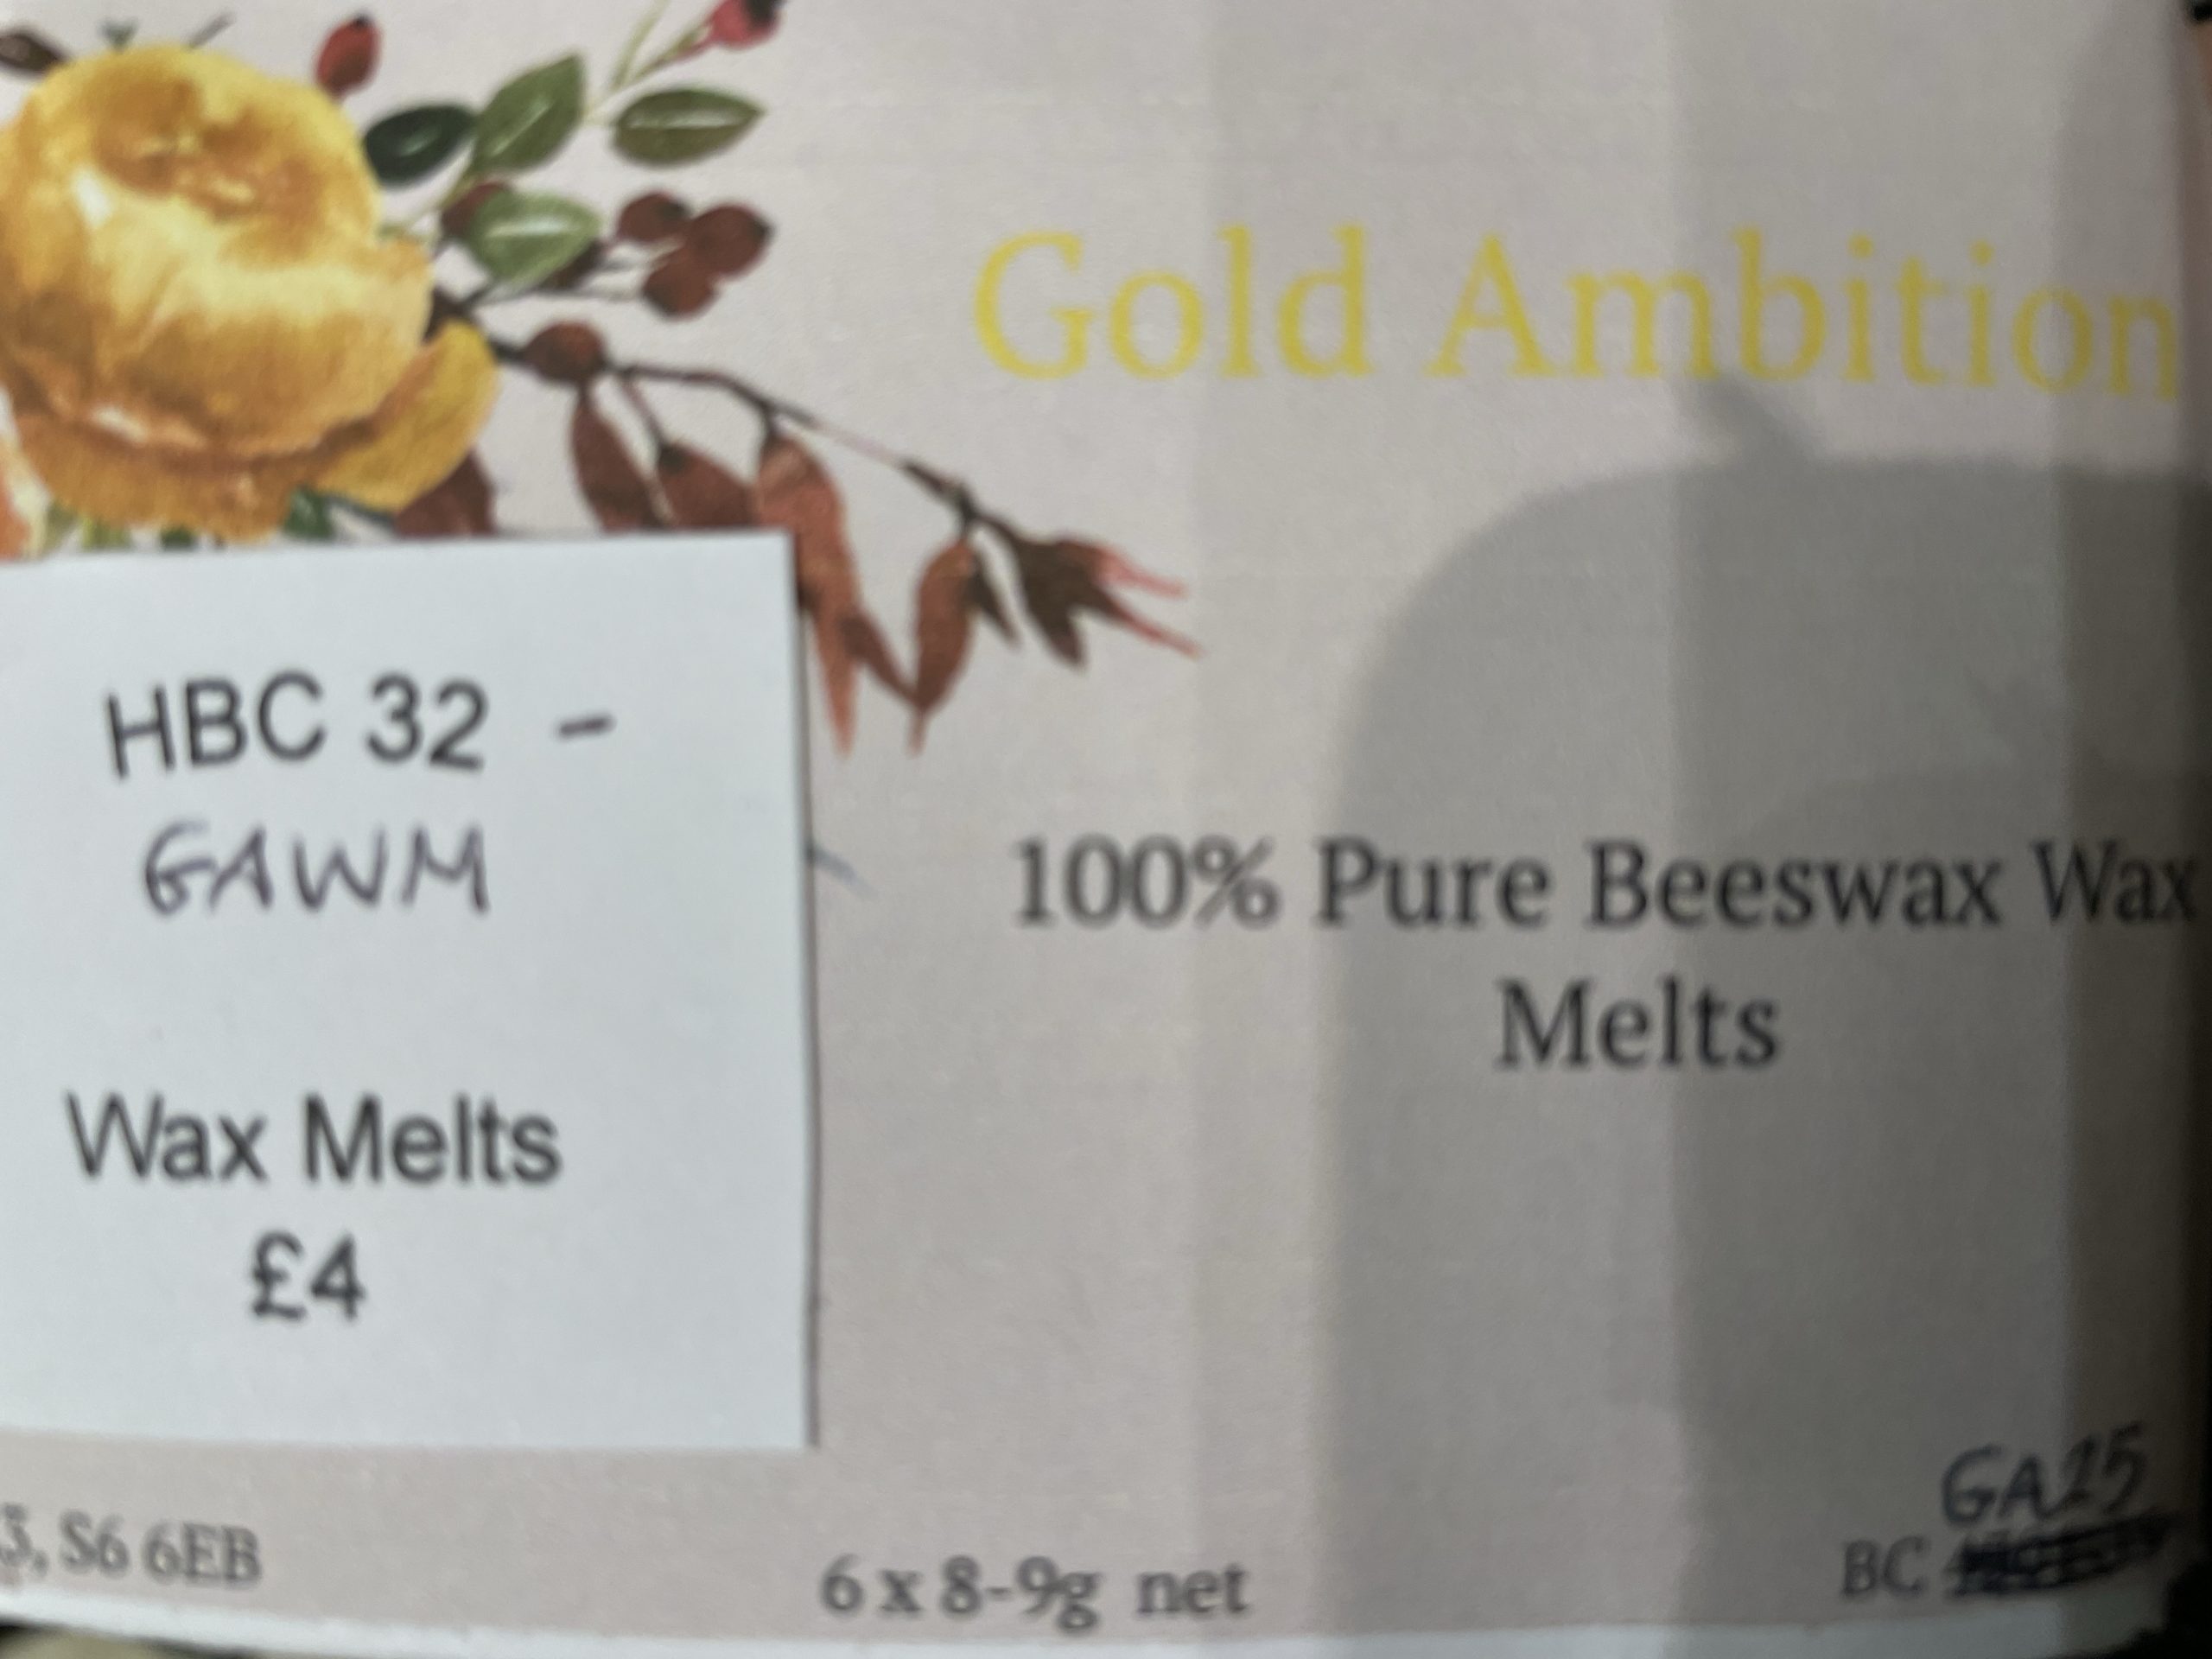 Gold Ambition
HBC 32 -
GAWM
Wax Melts
£4
100% Pure Beeswax Wax
Melts
S6 6EB
6 x 8-9g net
GA25
BC